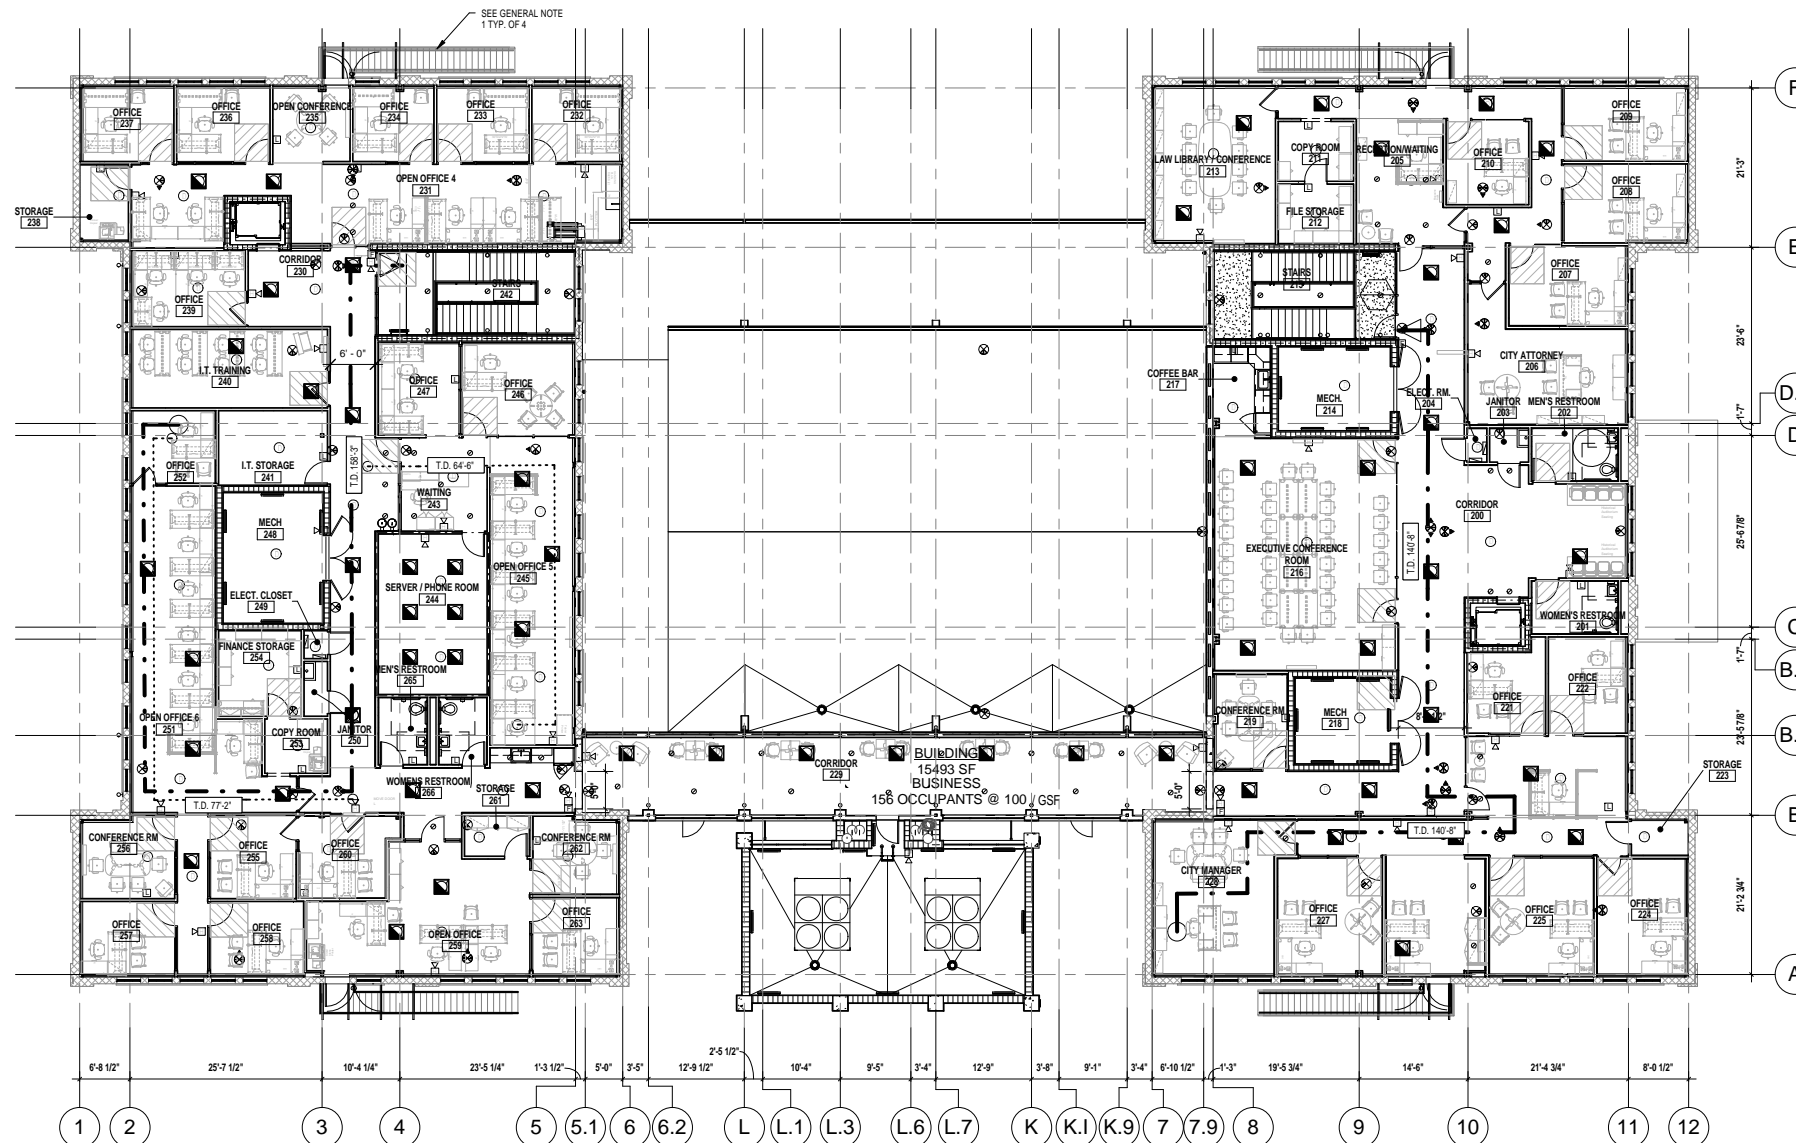 SEE GENERAL NOTE
1 TYP. OF 4
OFFICE
237
OFFICE
236
OPEN CONFERENCE
235
OFFICE
234
OFFICE
233
OFFICE
232
STORAGE
238
OPEN OFFICE 4
231
CORRIDOR
230
OFFICE
239
STAIRS
242
I.T. TRAINING
240
6' - 0"
OFFICE
247
OFFICE
246
OFFICE
252
I.T. STORAGE
241
T.D. 158'-3"
T.D. 64'-6"
WAITING
243
MECH
248
SERVER / PHONE ROOM
244
OPEN OFFICE 5
245
ELECT. CLOSET
249
FINANCE STORAGE
254
MEN'S RESTROOM
265
OPEN OFFICE 6
251
COPY ROOM
253
JANITOR
250
WOMENS RESTROOM
266
STORAGE
261
T.D. 77'-2"
5'-0"
CONFERENCE RM
256
OFFICE
255
OFFICE
260
CONFERENCE RM
262
OFFICE
257
OFFICE
258
OPEN OFFICE
259
OFFICE
263
CORRIDOR
229
BUILDING
15493 SF
BUSINESS
156 OCCUPANTS @ 100 / GSF
5'-0"
LAW LIBRARY / CONFERENCE
213
COPY ROOM
211
RECEPTION/WAITING
205
OFFICE
210
OFFICE
209
OFFICE
208
FILE STORAGE
212
STAIRS
215
OFFICE
207
CITY ATTORNEY
206
COFFEE BAR
217
MECH.
214
ELECT. RM.
204
JANITOR
203
MEN'S RESTROOM
202
EXECUTIVE CONFERENCE
ROOM
216
T.D. 140'-8"
CORRIDOR
200
WOMEN'S RESTROOM
201
OFFICE
221
OFFICE
222
CONFERENCE RM
219
MECH
218
STORAGE
223
T.D. 140'-8"
CITY MANAGER
228
OFFICE
227
OFFICE
225
OFFICE
224
F
21'-3"
E
23'-6"
D.
1'-7"
D
25'-6 7/8"
C
1'-7"
B.
B.
23'-5 7/8"
B
21'-2 3/4"
A
6'-8 1/2"
25'-7 1/2"
10'-4 1/4"
23'-5 1/4"
1'-3 1/2"
5'-0"
3'-5"
12'-9 1/2"
2'-5 1/2"
10'-4"
9'-5"
3'-4"
12'-9"
3'-8"
9'-1"
3'-4"
6'-10 1/2"
1'-3"
19'-5 3/4"
14'-6"
21'-4 3/4"
8'-0 1/2"
1
2
3
4
5
5.1
6
6.2
L
L.1
L.3
L.6
L.7
K
K.I
K.9
7
7.9
8
9
10
11
12